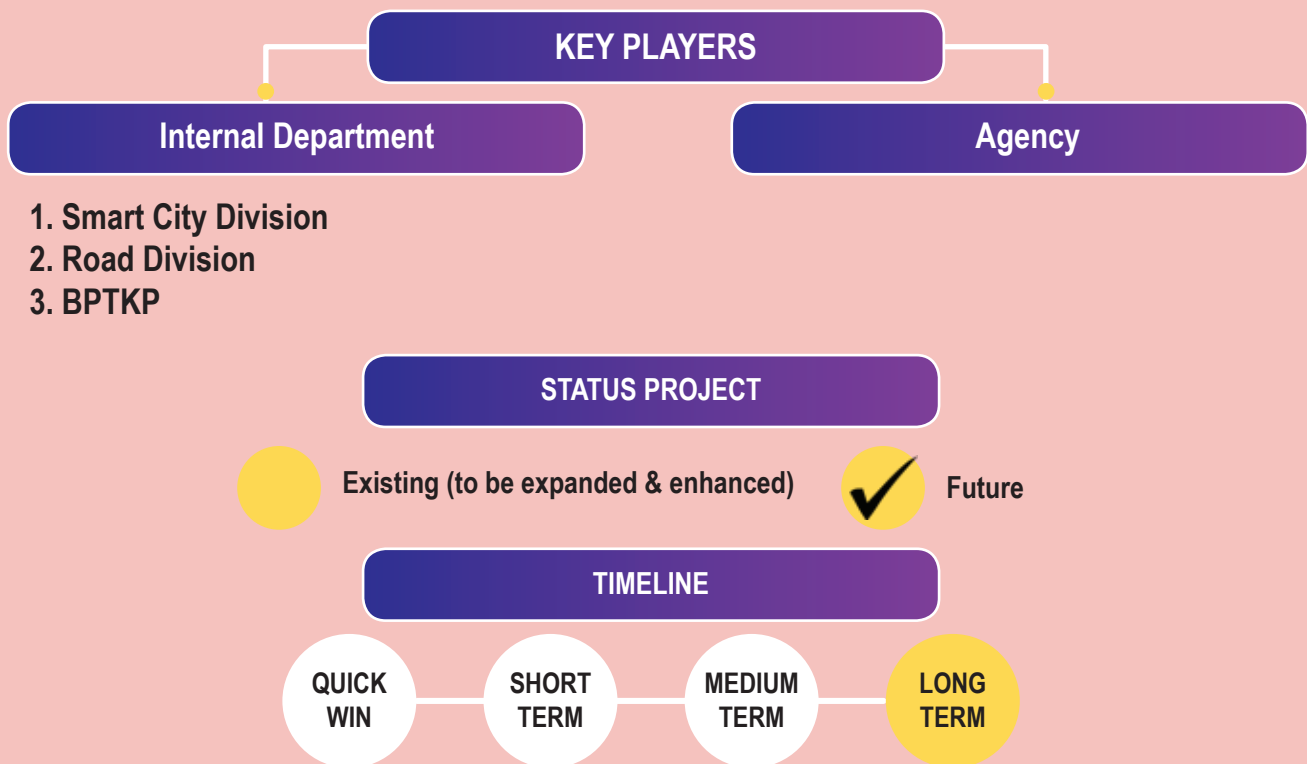 KEY PLAYERS
Internal Department
Agency
1. Smart City Division
2. Road Division
3. BPTKP
STATUS PROJECT
Existing (to be expanded & enhanced)
Future
TIMELINE
QUICK
WIN
SHORT
TERM
MEDIUM
TERM
LONG
TERM